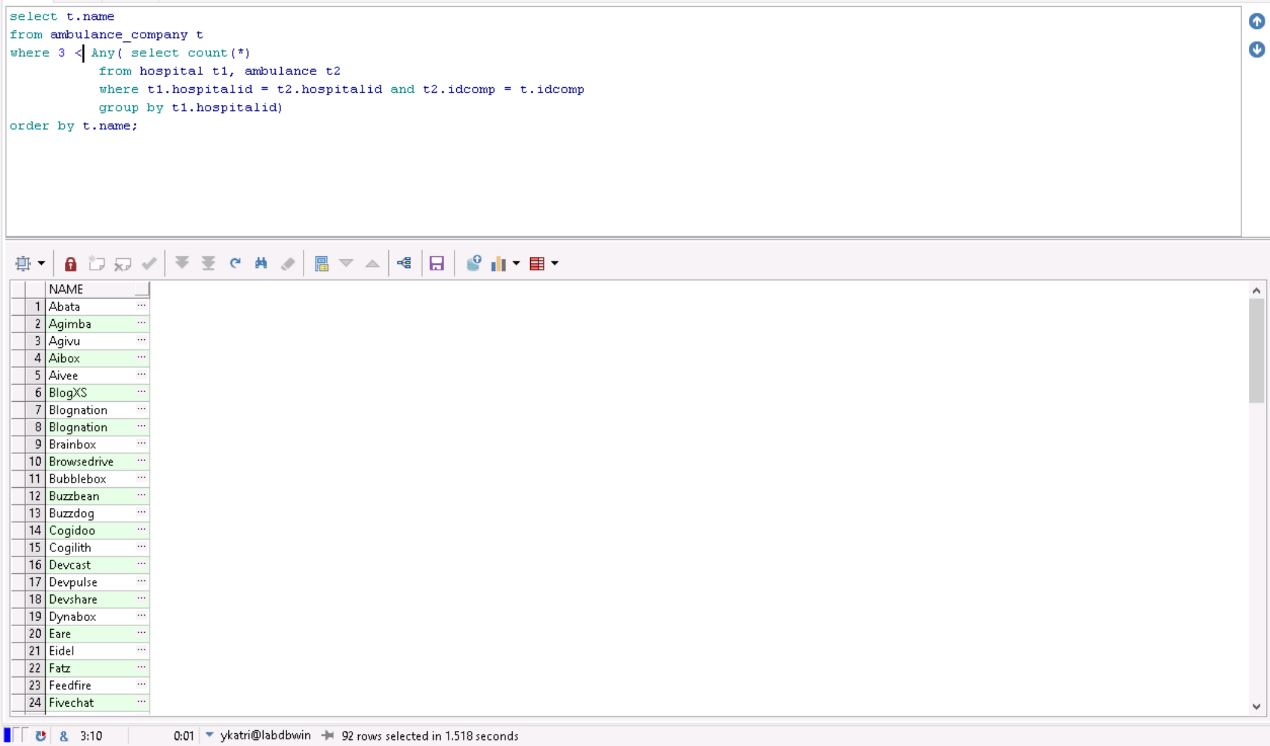 select t.name
from ambulance_company t
where 3 < Any( select count(*)
from hospital t1, ambulance t2
where t1.hospitalid = t2.hospitalid and t2.idcomp = t.idcomp
group by t1.hospitalid)
order by t.name;
NAME
1 Abata ...
2 Agimba ...
3 Agivu ...
4 Aibox ...
5 Aivee ...
6 BlogXS ...
7 Blognation ...
8 Blognation ...
9 Brainbox ...
10 Browsedrive ...
11 Bubblebox ...
12 Buzzbean ...
13 Buzzdog ...
14 Cogidoo ...
15 Cogilith ...
16 Devcast ...
17 Devpulse ...
18 Devshare ...
19 Dynabox ...
20 Eare ...
21 Eidel ...
22 Fatz ...
23 Feedfire ...
24 Fivechat ...
& 3:10 0:01 ykatri@labdbwin 92 rows selected in 1.518 seconds